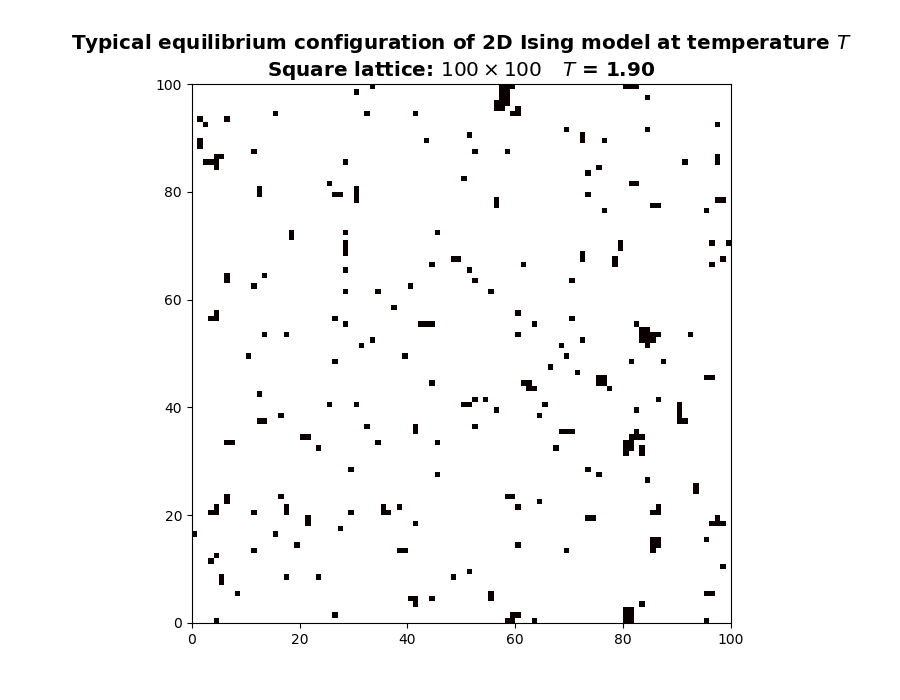 Typical equilibrium configuration of 2D Ising model at temperature T
Square lattice: 100 × 100 T = 1.90
100
80
60
40
20
0
0 20 40 60 80 100